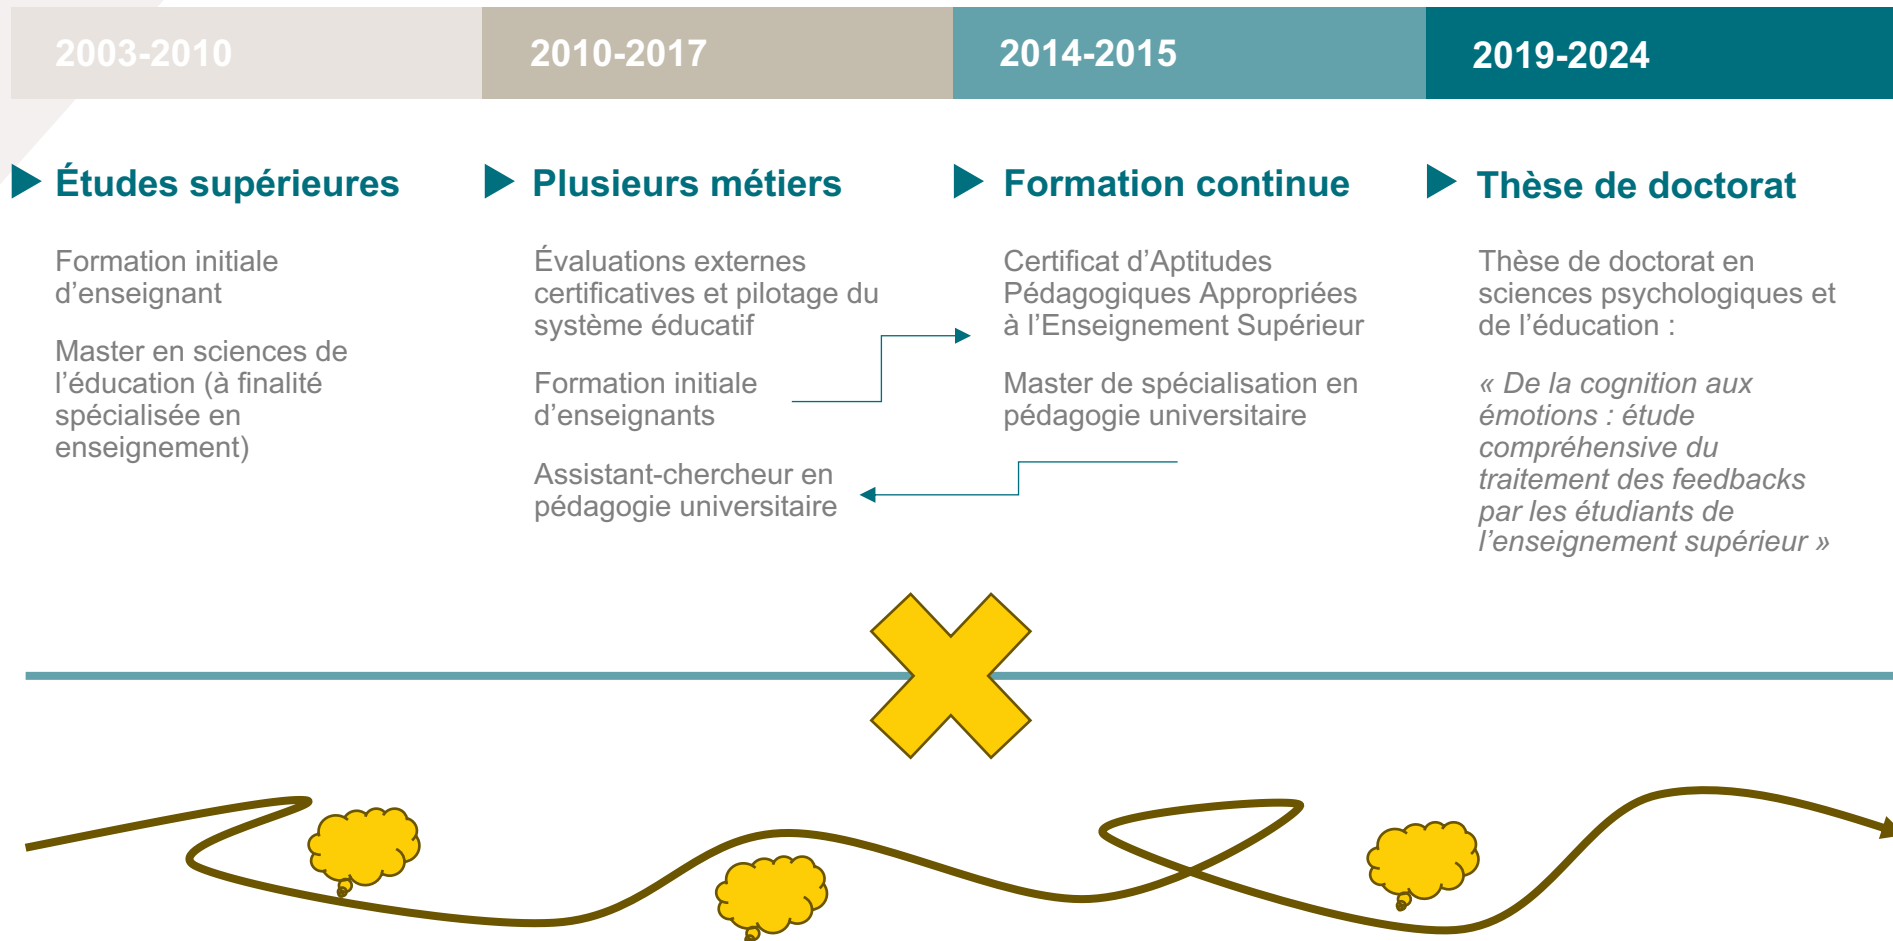 2003-2010
2010-2017
2014-2015
2019-2024
Études supérieures
Formation initiale
d’enseignant
Master en sciences de
l’éducation (à finalité
spécialisée en
enseignement)
Plusieurs métiers
Évaluations externes
certificatives et pilotage du
système éducatif
Formation initiale
d’enseignants
Assistant-chercheur en
pédagogie universitaire
Formation continue
Certificat d’Aptitudes
Pédagogiques Appropriées
à l’Enseignement Supérieur
Master de spécialisation en
pédagogie universitaire
Thèse de doctorat
Thèse de doctorat en
sciences psychologiques et
de l’éducation :
« De la cognition aux
émotions : étude
compréhensive du
traitement des feedbacks
par les étudiants de
l’enseignement supérieur »